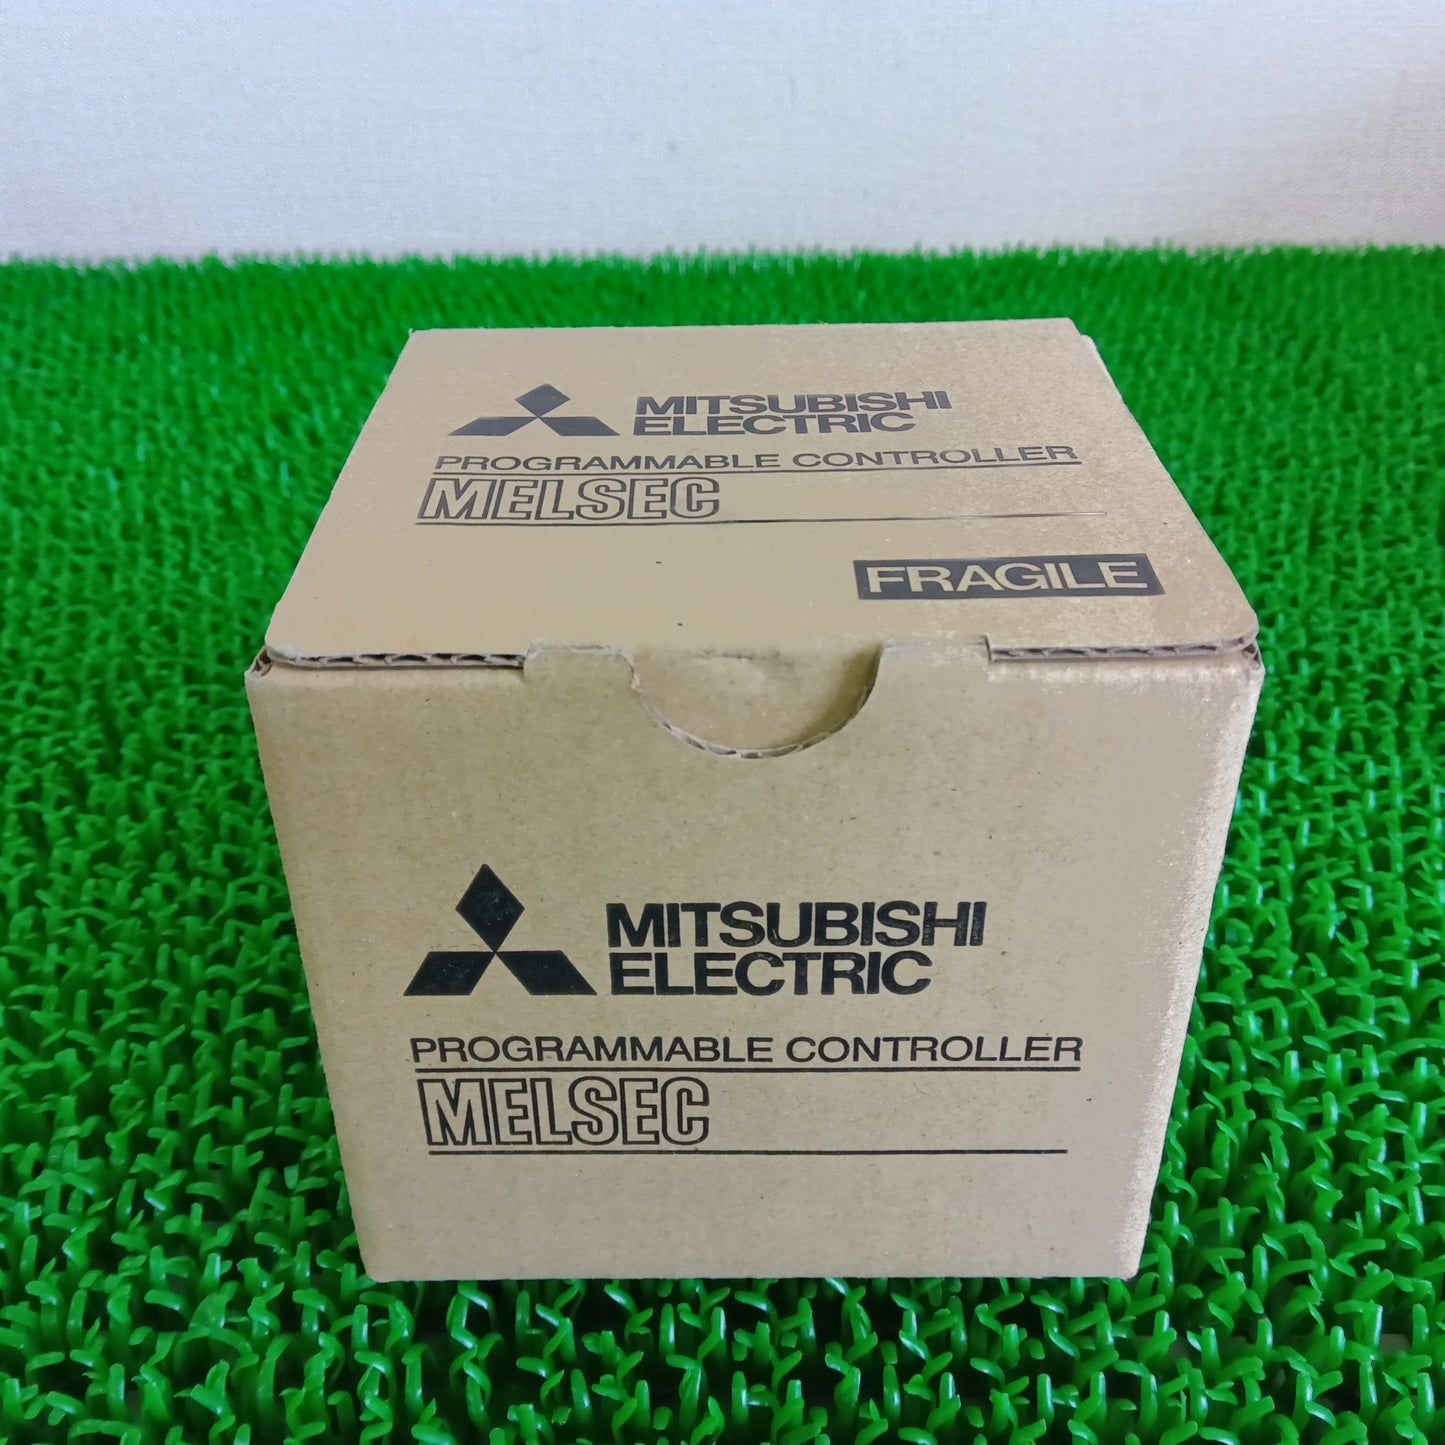 MITSUBISHI
ELECTRIC
PROGRAMMABLE CONTROLLER
MELSEC
FRAGILE
MITSUBISHI
ELECTRIC
PROGRAMMABLE CONTROLLER
MELSEC